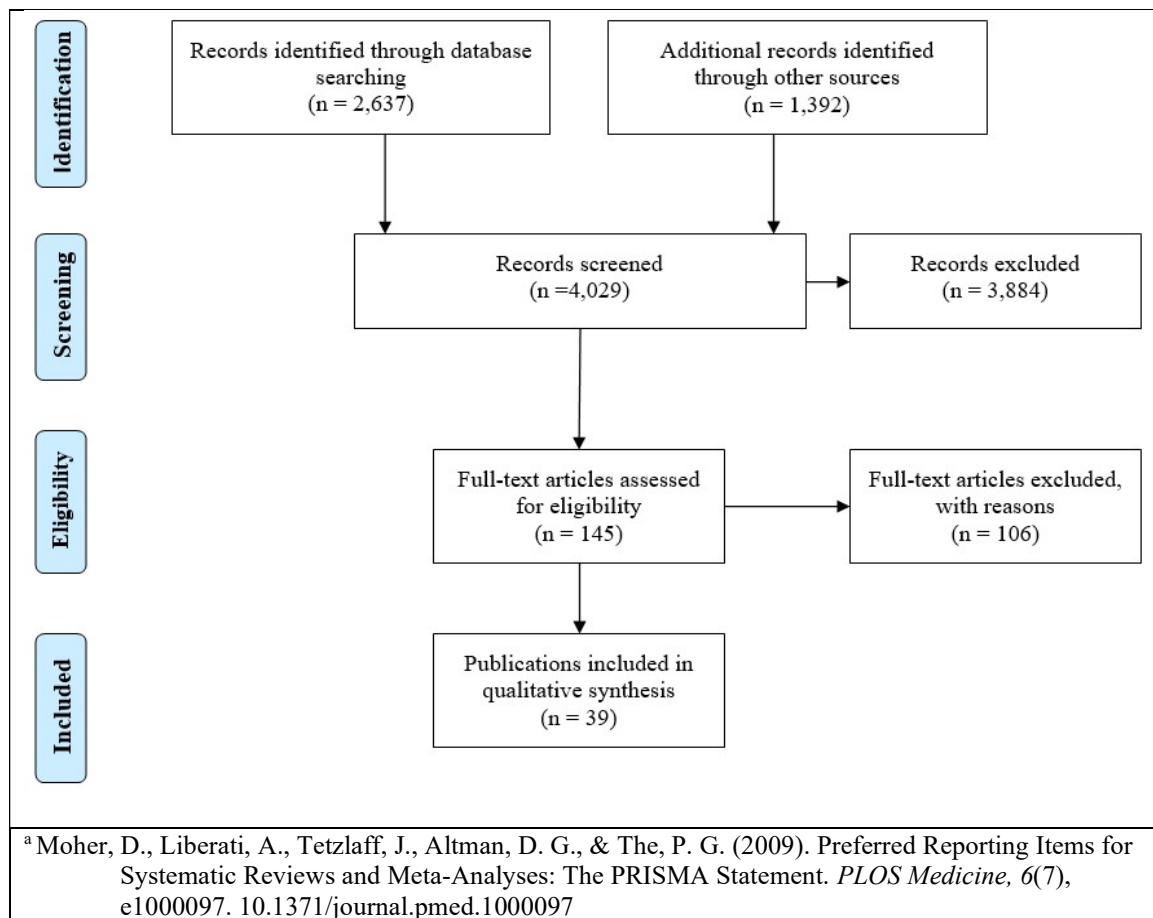 Identification
Records identified through database
searching
(n = 2,637)
Additional records identified
through other sources
(n = 1,392)
Screening
Records screened
(n =4,029)
Records excluded
(n = 3,884)
Eligibility
Full-text articles assessed
for eligibility
(n = 145)
Full-text articles excluded,
with reasons
(n = 106)
Included
Publications included in
qualitative synthesis
(n = 39)
a Moher, D., Liberati, A., Tetzlaff, J., Altman, D. G., & The, P. G. (2009). Preferred Reporting Items for
Systematic Reviews and Meta-Analyses: The PRISMA Statement. PLOS Medicine, 6(7),
e1000097. 10.1371/journal.pmed.1000097